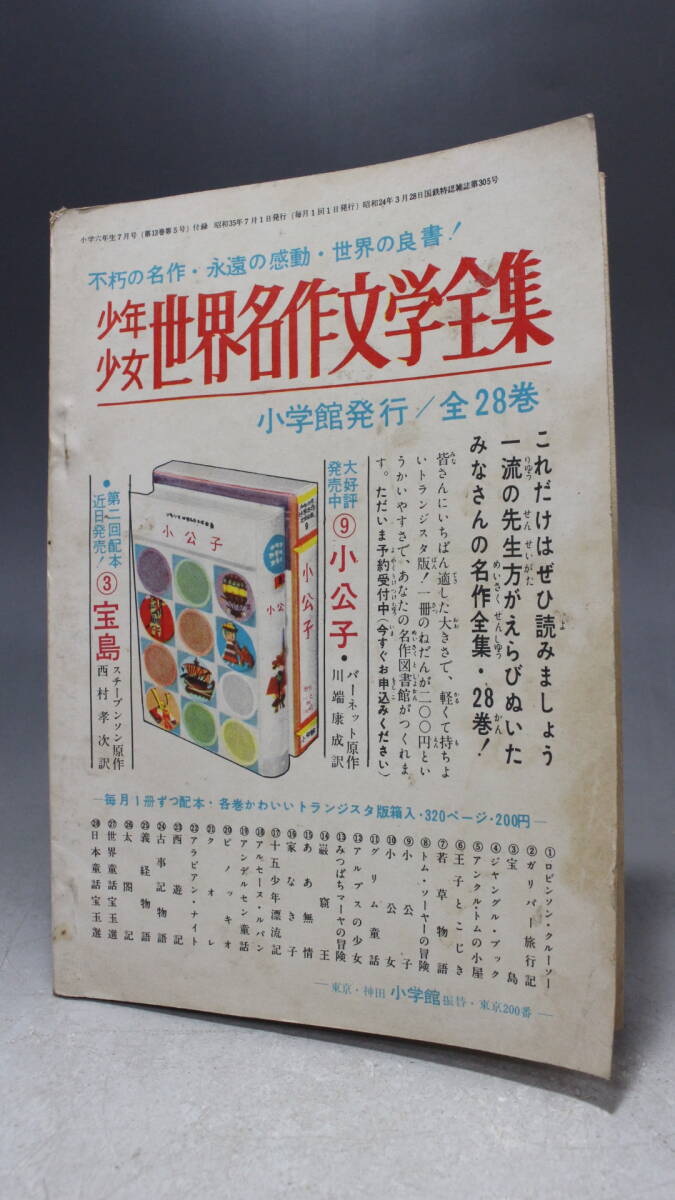 小学六年生7月号（第13巻第5号）付録　昭和35年7月1日発行（毎月1回1日発行）昭和24年3月28日国鉄特認雑誌第305号
不朽の名作・永遠の感動・世界の良書！
少年少女世界名作文学全集
小学館発行／全28巻
これだけはぜひ読みましょう
一流の先生方がえらびぬいた
みなさんの名作全集・28巻！
皆さんにいちばん適した大きさで、軽くて持ちよ
いトランジスタ版！一冊のねだんが二〇〇円とい
うかいやすさで、あなたの名作図書館がつくれま
す。ただいま予約受付中（今すぐお申込みください）
大好評
発売中
⑨小公子・
バーネット原作
川端康成訳
小公子
小公子
小公子
9
小学館
●第二回配本
近日発売！
③宝島
スチーブンソン原作
西村孝次訳
―毎月1冊ずつ配本・各巻かわいいトランジスタ版箱入・320ページ・200円―
①ロビンソン・クルーソー
②ガリバー旅行記
③宝島
④ジャングル・ブック
⑤アンクル・トムの小屋
⑥王子とこじき
⑦若草物語
⑧トム・ソーヤーの冒険
⑨小公子
⑩小公女
⑪グリム童話
⑫アルプスの少女
⑬みつばちマーヤの冒険
⑭巌窟王
⑮ああ無情
⑯家なき子
⑰十五少年漂流記
⑱アルセーヌ・ルパン
⑲アンデルセン童話
⑳ピノッキオ
㉑クオレ
㉒アラビアン・ナイト
㉓西遊記
㉔古事記物語
㉕義経物語
㉖太閤記
㉗世界童話宝玉選
㉘日本童話宝玉選
―東京・神田　小学館　振替・東京200番―